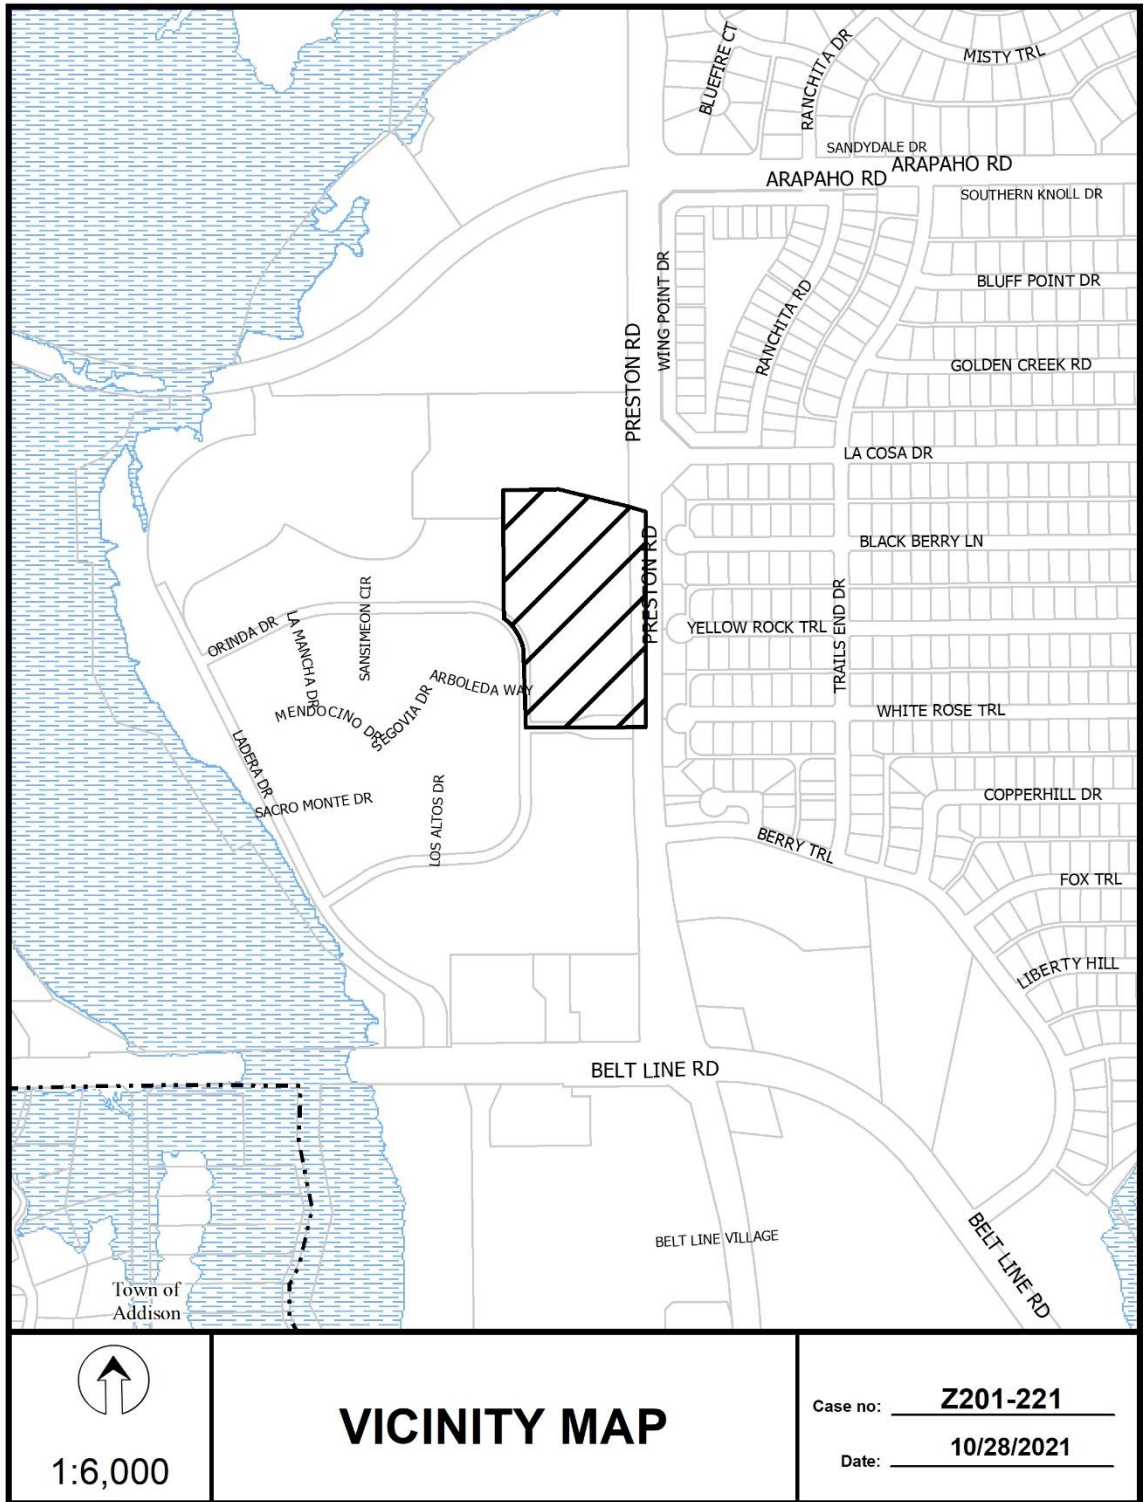 BLUEFIRE CT
RANCHITA DR
MISTY TRL
SANDYDALE DR
ARAPAHO RD
ARAPAHO RD
SOUTHERN KNOLL DR
WING POINT DR
BLUFF POINT DR
RANCHITA RD
PRESTON RD
GOLDEN CREEK RD
LA COSA DR
PRESTON RD
BLACK BERRY LN
ORINDA DR
LA MANCHA DR
SANSIMEON CIR
YELLOW ROCK TRL
TRAILS END DR
ARBOLEDA WAY
MENDOCINO DR
SEGOVIA DR
WHITE ROSE TRL
LADERA DR
SACRO MONTE DR
LOS ALTOS DR
COPPERHILL DR
BERRY TRL
FOX TRL
LIBERTY HILL
BELT LINE RD
BELT LINE VILLAGE
BELT LINE RD
Town of
Addison
1:6,000
VICINITY MAP
Case no: Z201-221
Date: 10/28/2021